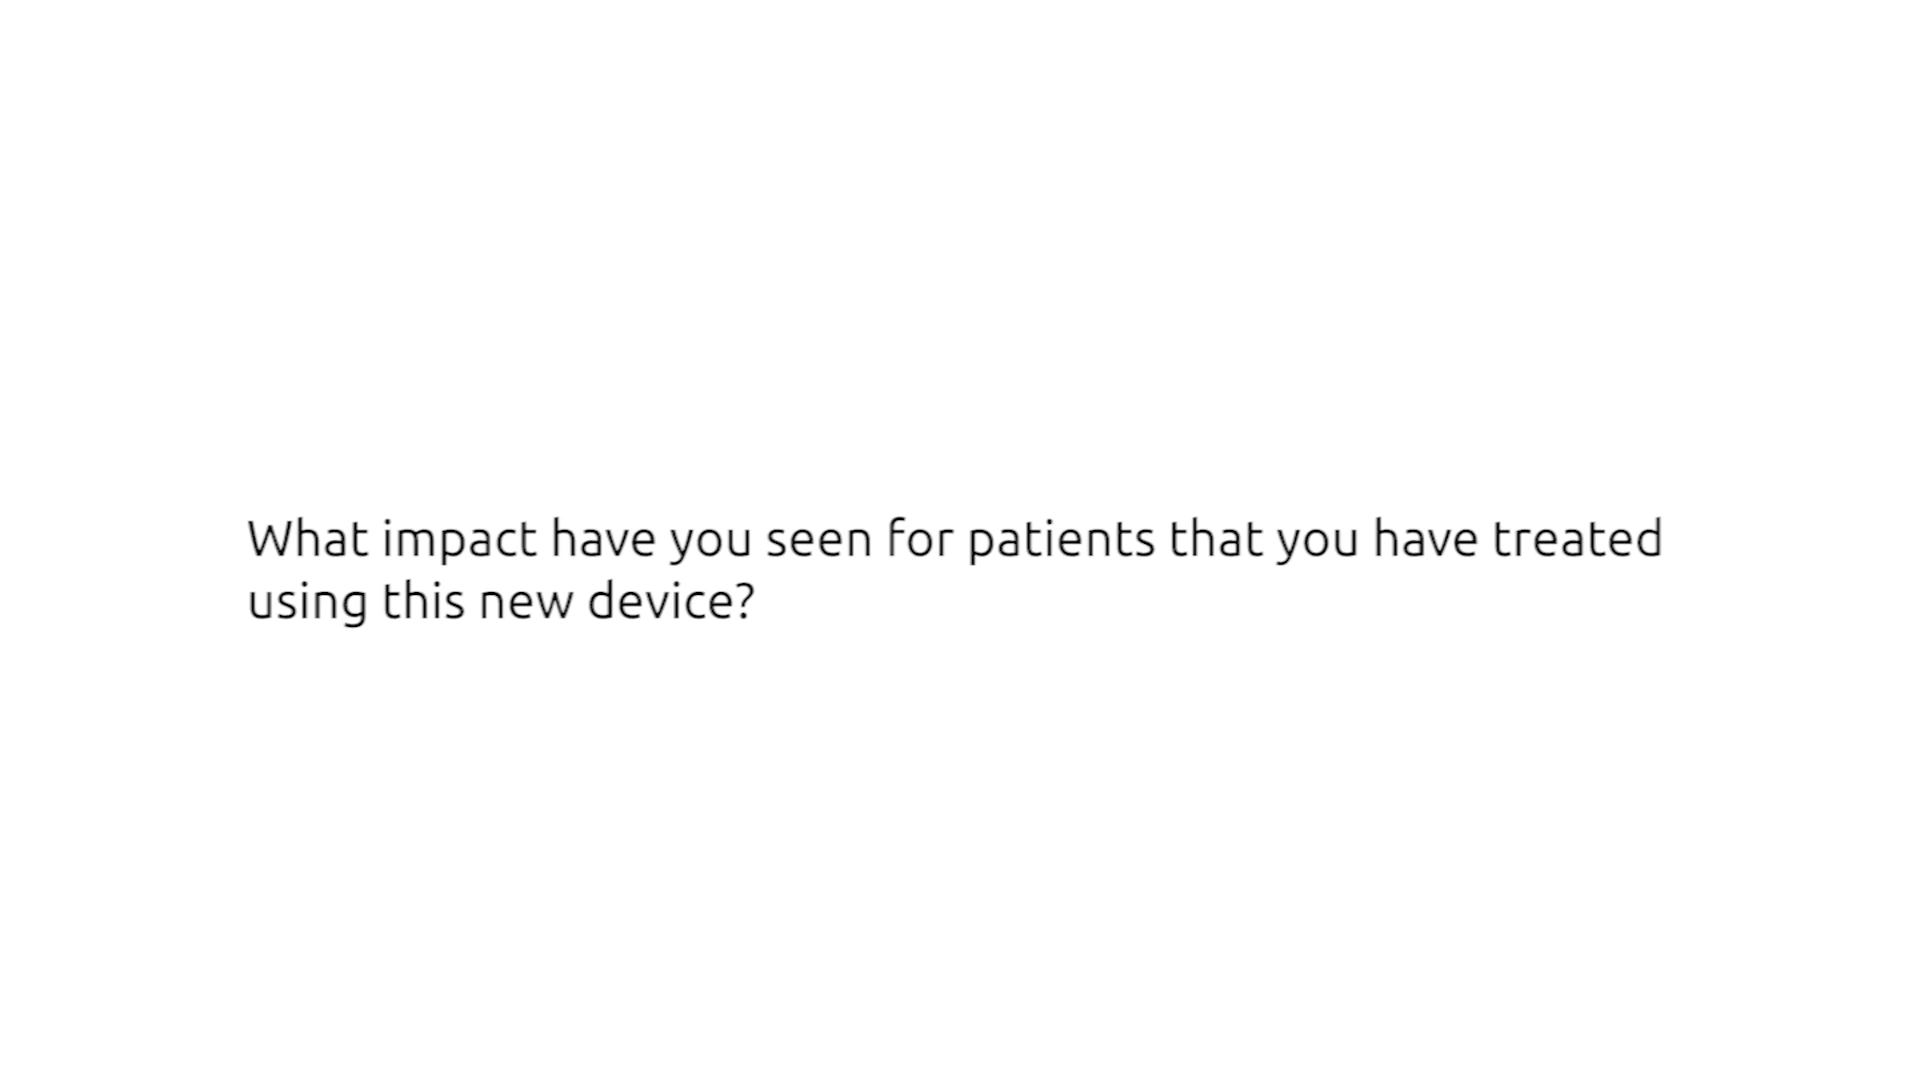 What impact have you seen for patients that you have treated
using this new device?